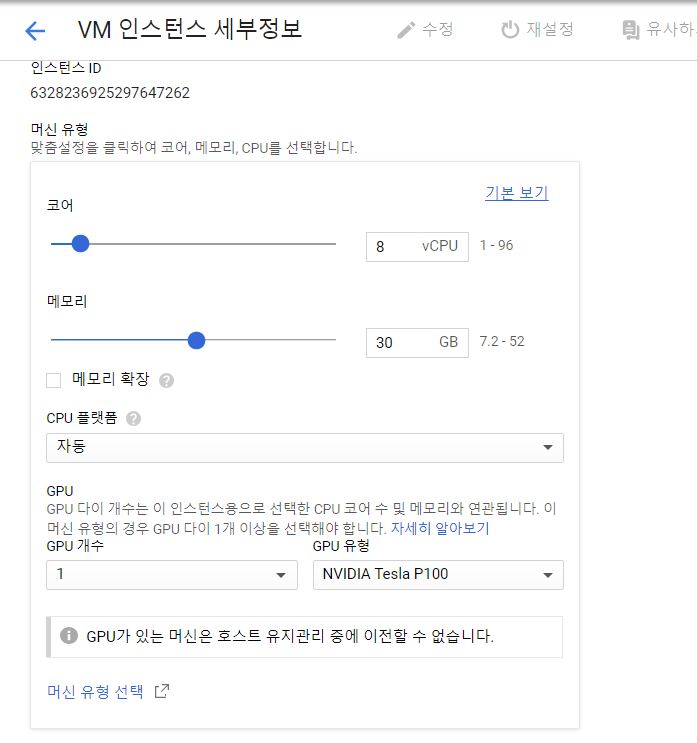 VM 인스턴스 세부정보
수정
재설정
유사하
인스턴스 ID
6328236925297647262
머신 유형
맞춤설정을 클릭하여 코어, 메모리, CPU를 선택합니다.
기본 보기
코어
8 vCPU 1 - 96
메모리
30 GB 7.2 - 52
메모리 확장 ?
CPU 플랫폼 ?
자동
GPU
GPU 다이 개수는 이 인스턴스용으로 선택한 CPU 코어 수 및 메모리와 연관됩니다. 이
머신 유형의 경우 GPU 다이 1개 이상을 선택해야 합니다. 자세히 알아보기
GPU 개수 GPU 유형
1 NVIDIA Tesla P100
GPU가 있는 머신은 호스트 유지관리 중에 이전할 수 없습니다.
머신 유형 선택